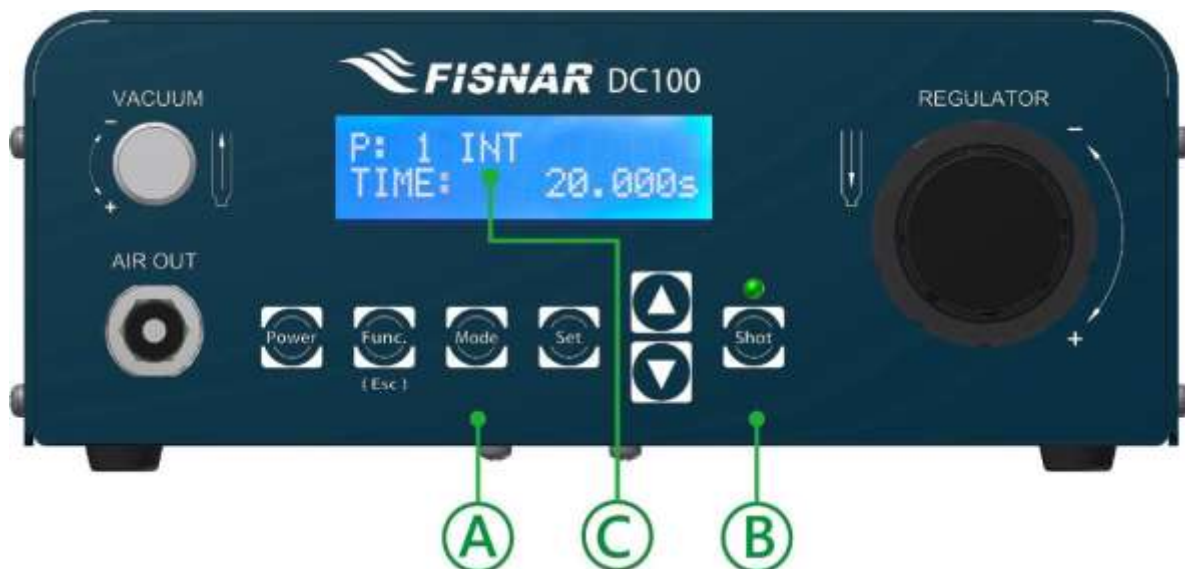 FISNAR DC100
VACUUM
-
+
P: 1 INT
TIME: 20.000s
REGULATOR
-
+
AIR OUT
Power
Func.
(Esc)
Mode
Set
Shot
A
C
B